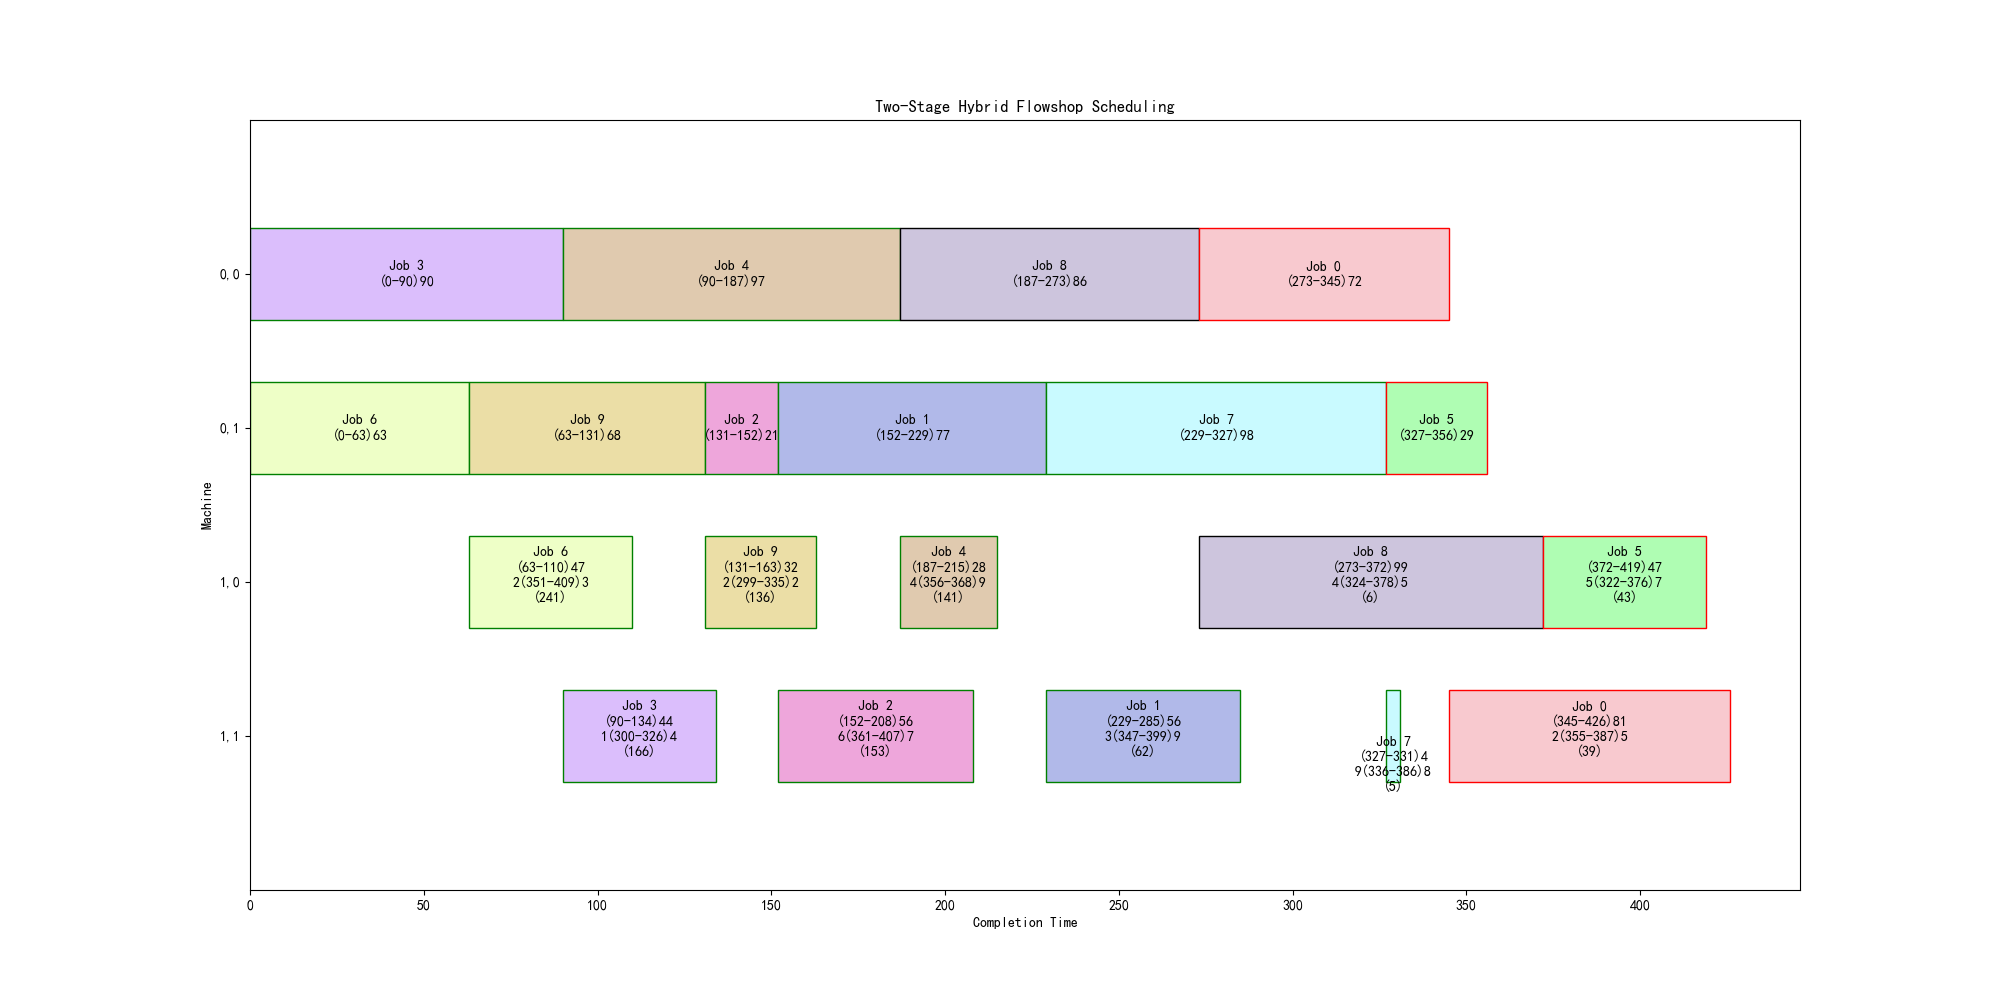 Two-Stage Hybrid Flowshop Scheduling
0,0
Job 3
(0-90)90
Job 4
(90-187)97
Job 8
(187-273)86
Job 0
(273-345)72
0,1
Job 6
(0-63)63
Job 9
(63-131)68
Job 2
(131-152)21
Job 1
(152-229)77
Job 7
(229-327)98
Job 5
(327-356)29
Machine
1,0
Job 6
(63-110)47
2(351-409)3
(241)
Job 9
(131-163)32
2(299-335)2
(136)
Job 4
(187-215)28
4(356-368)9
(141)
Job 8
(273-372)99
4(324-378)5
(6)
Job 5
(372-419)47
5(322-376)7
(43)
1,1
Job 3
(90-134)44
1(300-326)4
(166)
Job 2
(152-208)56
6(361-407)7
(153)
Job 1
(229-285)56
3(347-399)9
(62)
Job 7
(327-331)4
9(336-386)8
(5)
Job 0
(345-426)81
2(355-387)5
(39)
0
50
100
150
200
250
300
350
400
Completion Time